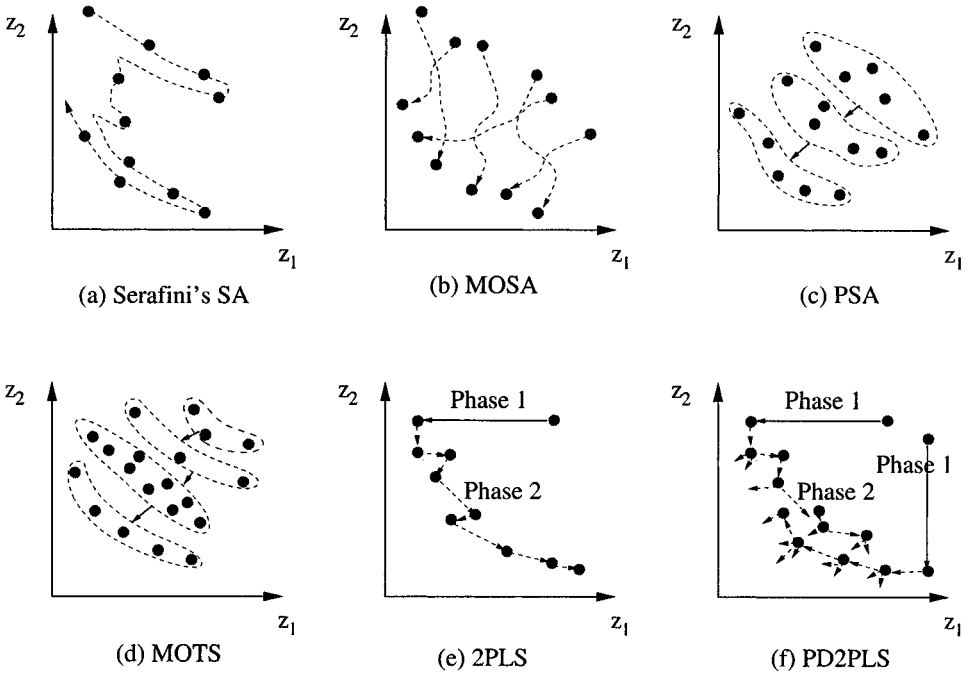 z2
z1
(a) Serafini's SA
z2
z1
(b) MOSA
z2
z1
(c) PSA
z2
z1
(d) MOTS
z2
Phase 1
Phase 2
z1
(e) 2PLS
z2
Phase 1
Phase 1
Phase 2
z1
(f) PD2PLS